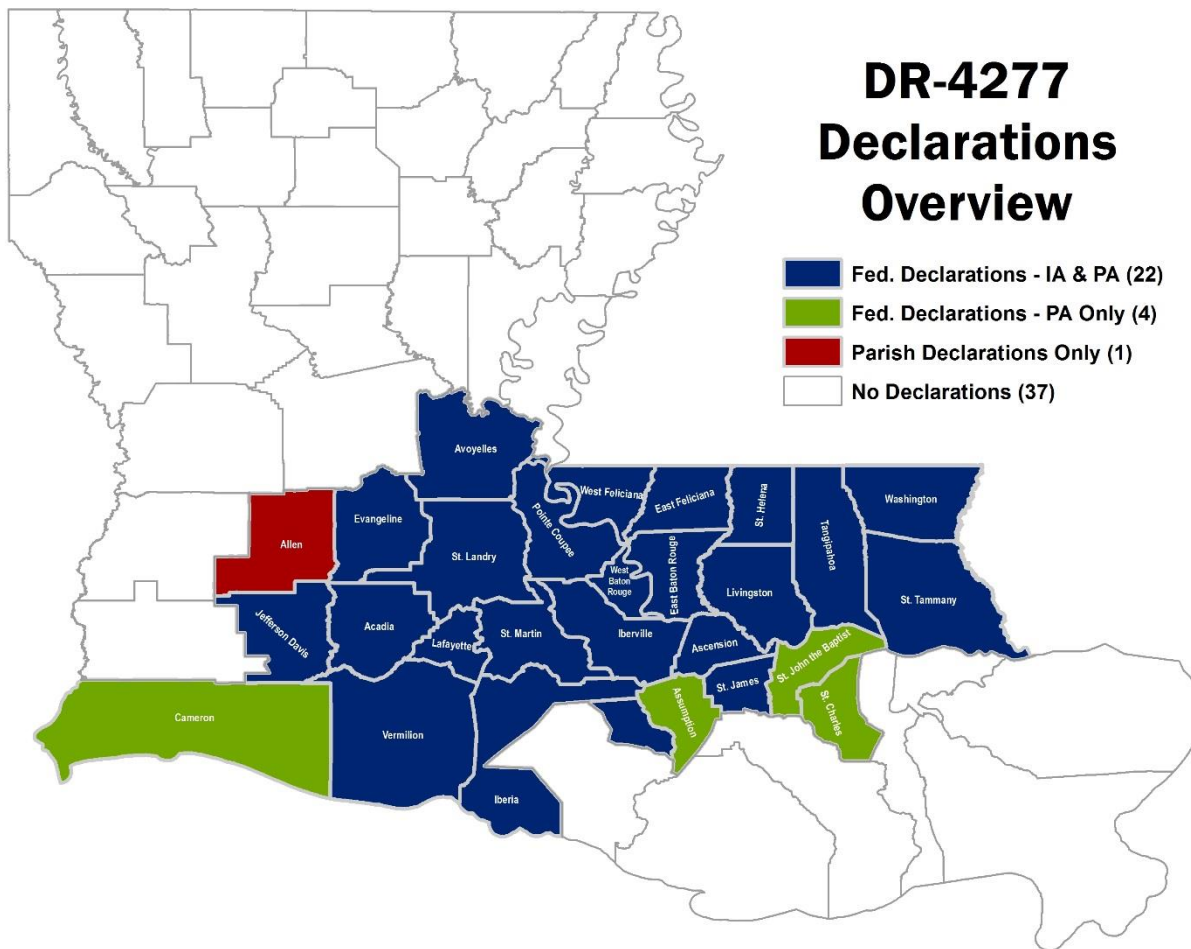 DR-4277
Declarations
Overview
Fed. Declarations - IA & PA (22)
Fed. Declarations - PA Only (4)
Parish Declarations Only (1)
No Declarations (37)
Avoyelles
West Feliciana
East Feliciana
St. Helena
Washington
Evangeline
Pointe Coupee
Tangipahoa
Allen
St. Landry
West
Baton
Rouge
East Baton Rouge
Livingston
St. Tammany
Jefferson Davis
Acadia
Lafayette
St. Martin
Iberville
Ascension
St. John the Baptist
St. James
Assumption
St. Charles
Cameron
Vermilion
Iberia